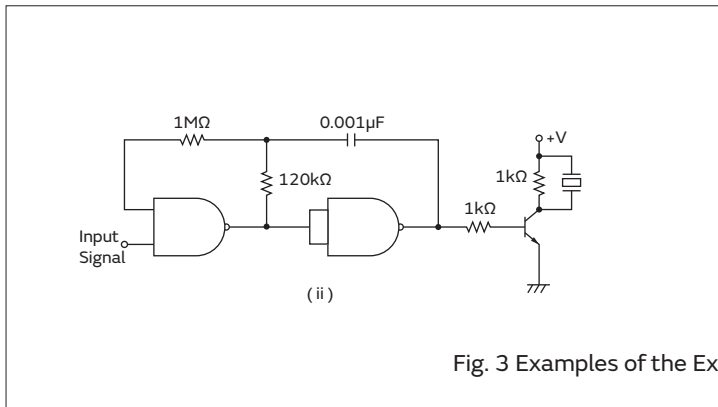 1MΩ
0.001μF
120kΩ
Input
Signal
1kΩ
+V
1kΩ
( ii )
Fig. 3 Examples of the Ex